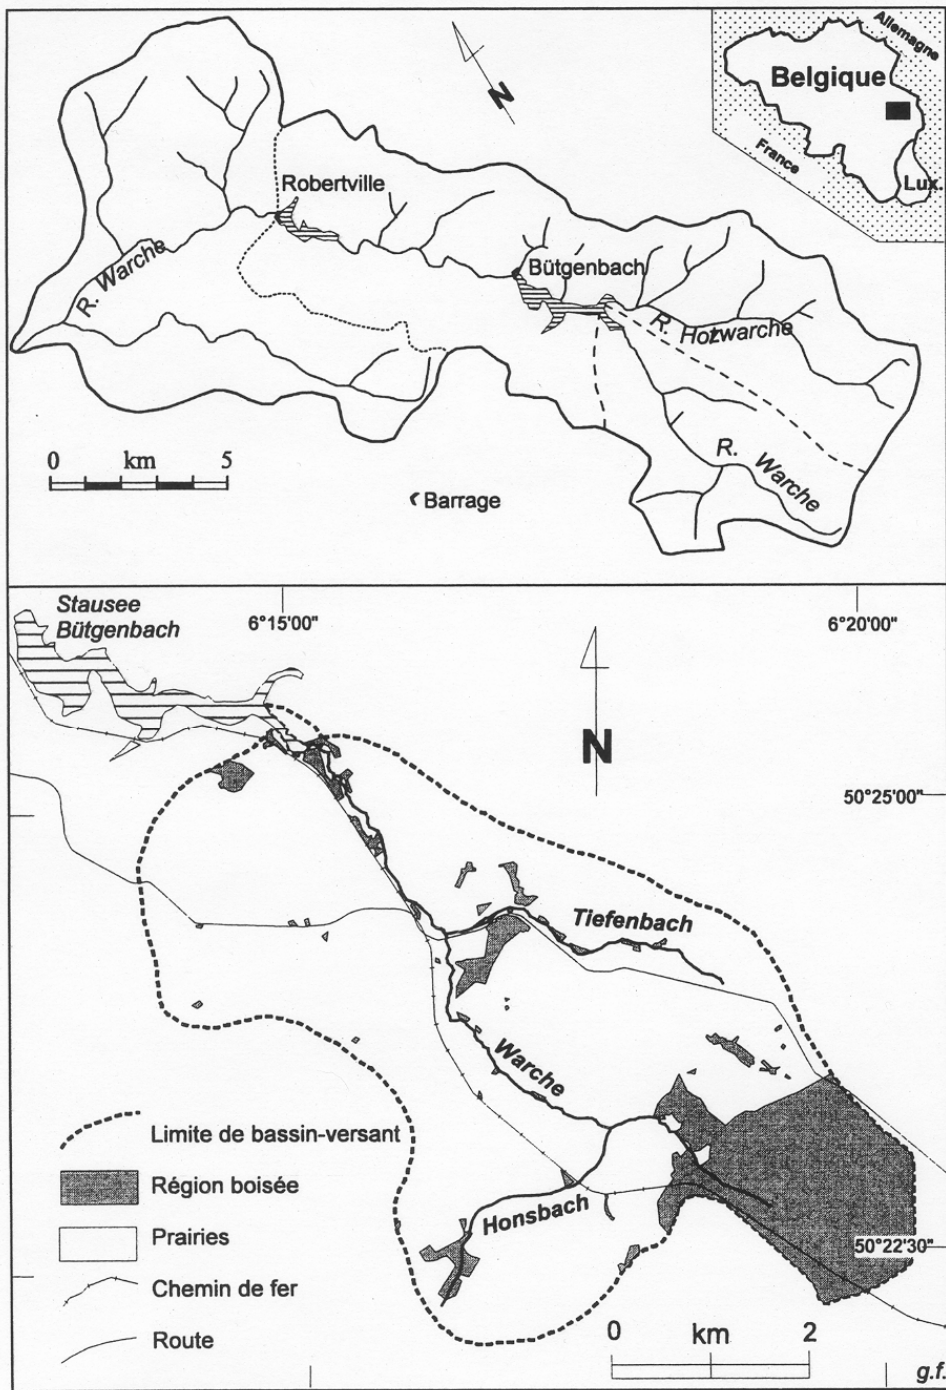 N
Allemagne
Belgique
France
Lux.
Robertville
R. Warche
Bütgenbach
R. Holzwarche
R. Warche
0 km 5
Barrage
Stausee
Bütgenbach
6°15'00"
6°20'00"
N
50°25'00"
Tiefenbach
Warche
Honsbach
50°22'30"
Limite de bassin-versant
Région boisée
Prairies
Chemin de fer
Route
0 km 2
g.f.